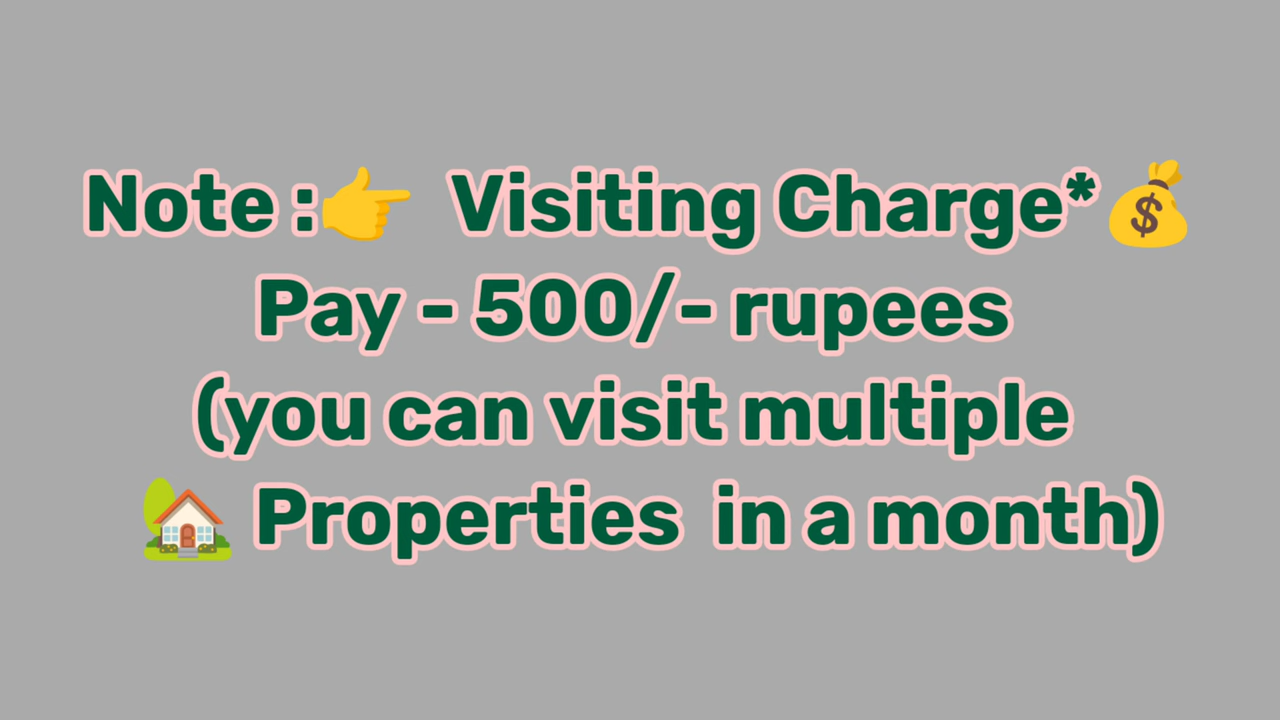 Note :👉 Visiting Charge*💰
Pay - 500/- rupees
(you can visit multiple
🏡 Properties in a month)